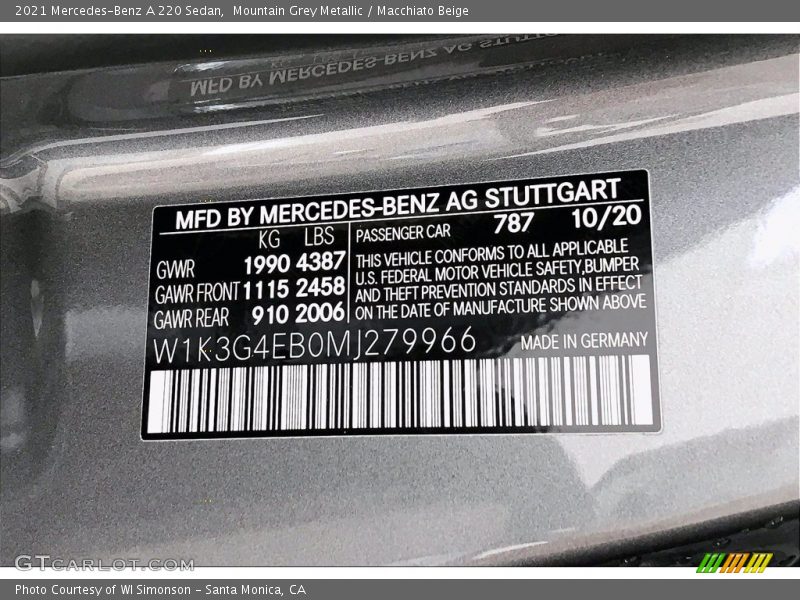 2021 Mercedes-Benz A 220 Sedan,  Mountain Grey Metallic / Macchiato Beige
MFD BY MERCEDES-BENZ AG STUTTG
MFD BY MERCEDES-BENZ AG STUTTGART
KG LBS
GWWR 1990 4387
GAWR FRONT 1115 2458
GAWR REAR 910 2006
PASSENGER CAR 787 10/20
THIS VEHICLE CONFORMS TO ALL APPLICABLE
U.S. FEDERAL MOTOR VEHICLE SAFETY,BUMPER
AND THEFT PREVENTION STANDARDS IN EFFECT
ON THE DATE OF MANUFACTURE SHOWN ABOVE
W1K3G4EB0MJ279966 MADE IN GERMANY
GTcarlot.com
Photo Courtesy of WI Simonson - Santa Monica, CA